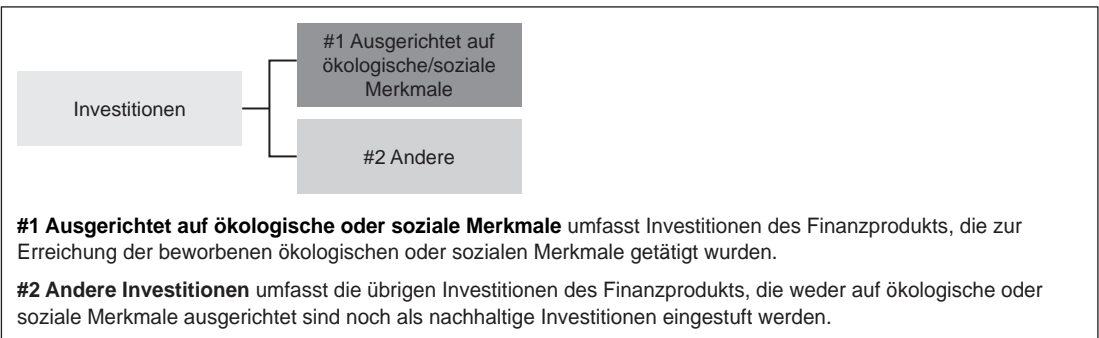 #1 Ausgerichtet auf
ökologische/soziale
Merkmale
Investitionen
#2 Andere
#1 Ausgerichtet auf ökologische oder soziale Merkmale umfasst Investitionen des Finanzprodukts, die zur
Erreichung der beworbenen ökologischen oder sozialen Merkmale getätigt wurden.
#2 Andere Investitionen umfasst die übrigen Investitionen des Finanzprodukts, die weder auf ökologische oder
soziale Merkmale ausgerichtet sind noch als nachhaltige Investitionen eingestuft werden.